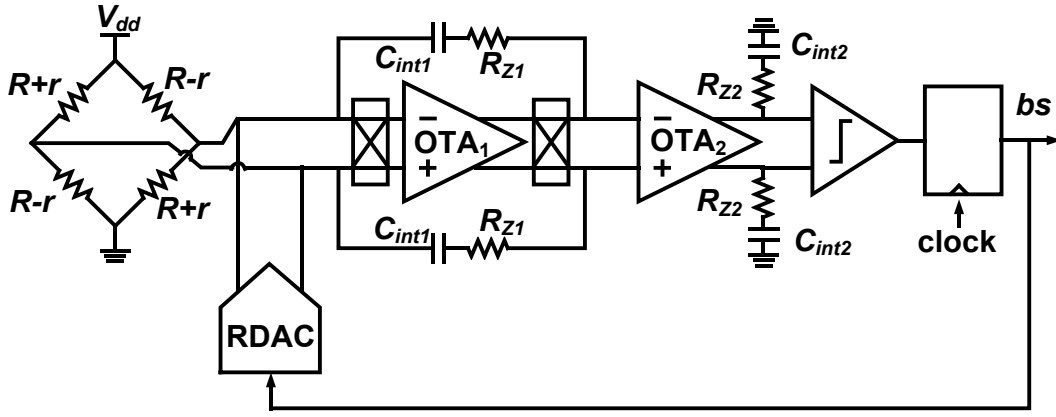 Vdd
R+r
R-r
R-r
R+r
Cint1
RZ1
OTA1
−
+
Cint1
RZ1
OTA2
−
+
Cint2
RZ2
RZ2
Cint2
bs
clock
RDAC